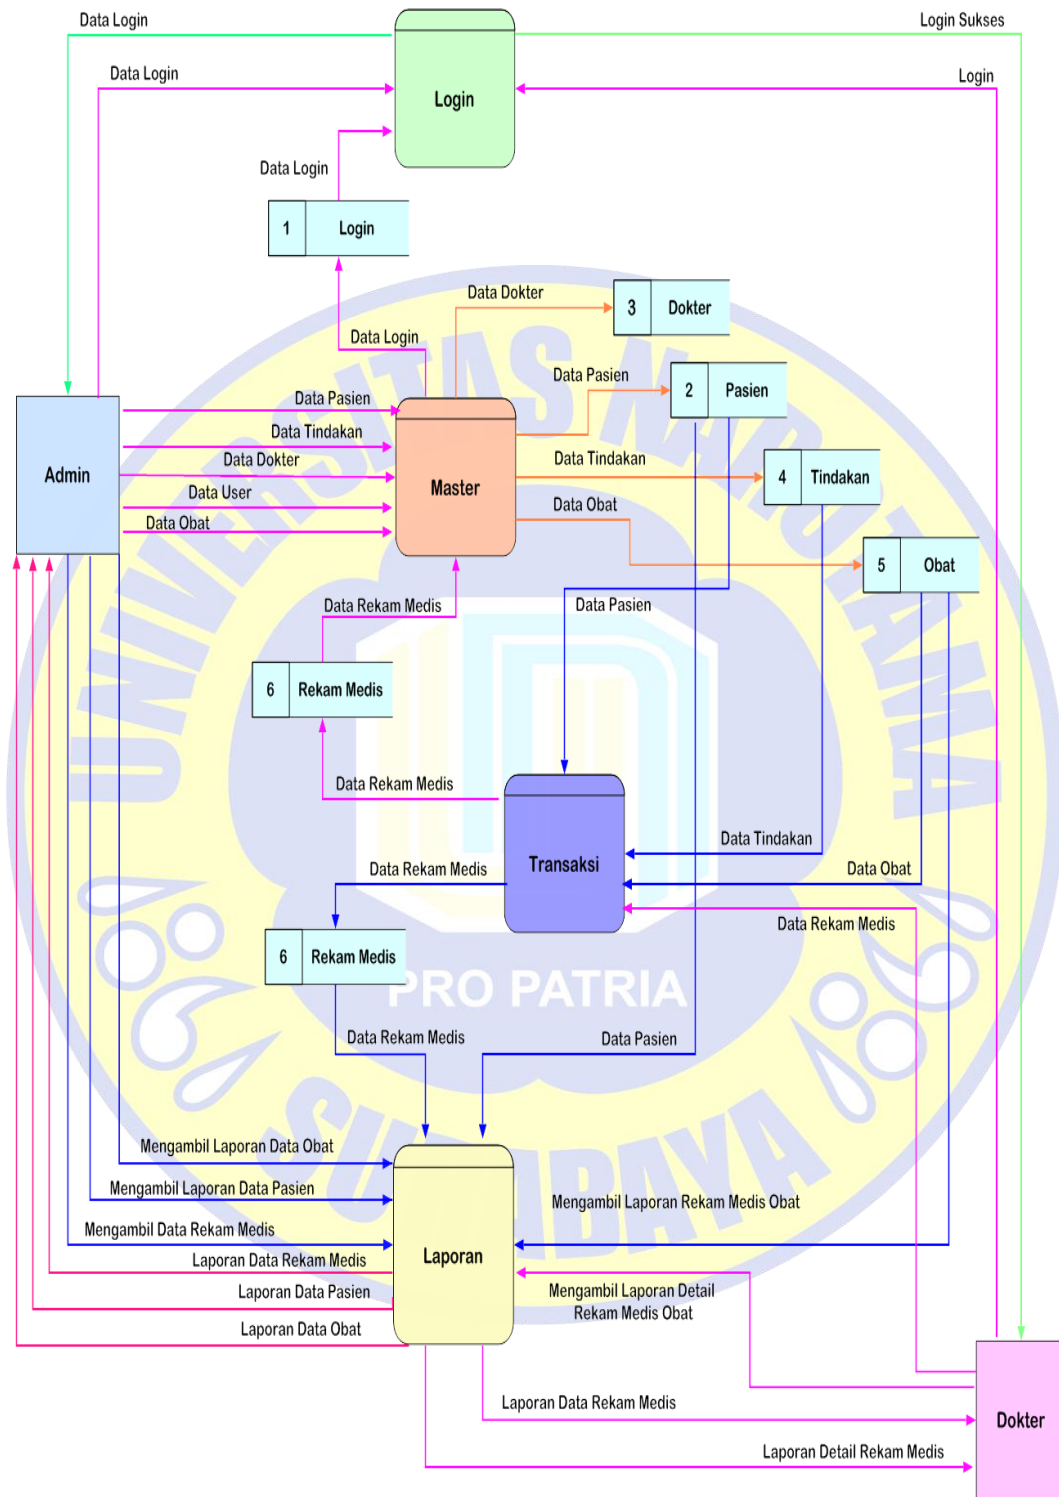 Data Login
Login Sukses
Data Login
Login
Login
Data Login
1
Login
Data Dokter
3
Dokter
Data Login
Data Pasien
2
Pasien
Data Pasien
Data Tindakan
Admin
Data Dokter
Master
Data Tindakan
4
Tindakan
Data User
Data Obat
Data Obat
5
Obat
Data Rekam Medis
Data Pasien
6
Rekam Medis
Data Rekam Medis
Data Tindakan
Transaksi
Data Rekam Medis
Data Obat
Data Rekam Medis
6
Rekam Medis
Data Rekam Medis
Data Pasien
Mengambil Laporan Data Obat
Mengambil Laporan Data Pasien
Mengambil Laporan Rekam Medis Obat
Mengambil Data Rekam Medis
Laporan
Laporan Data Rekam Medis
Laporan Data Pasien
Mengambil Laporan Detail
Rekam Medis Obat
Laporan Data Obat
Laporan Data Rekam Medis
Dokter
Laporan Detail Rekam Medis
UNIVERSITAS NAROTAMA
PRO PATRIA
SURABAYA